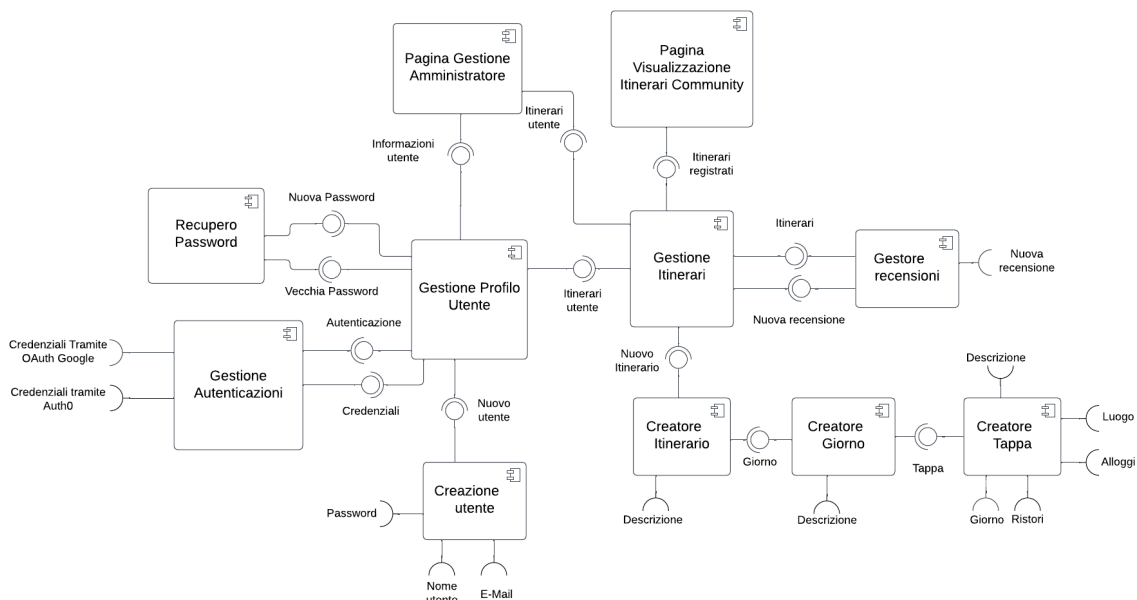 Pagina Gestione
Amministratore
Pagina
Visualizzazione
Itinerari Community
Itinerari
utente
Informazioni
utente
Itinerari
registrati
Nuova Password
Recupero
Password
Vecchia Password
Gestione Profilo
Utente
Itinerari
utente
Gestione
Itinerari
Itinerari
Nuova recensione
Gestore
recensioni
Nuova
recensione
Autenticazione
Credenziali Tramite
OAuth Google
Credenziali tramite
Auth0
Gestione
Autenticazioni
Credenziali
Nuovo
utente
Nuovo
Itinerario
Descrizione
Creatore
Itinerario
Giorno
Creatore
Giorno
Tappa
Creatore
Tappa
Luogo
Alloggi
Creazione
utente
Password
Descrizione
Descrizione
Giorno
Ristori
Nome
utente
E-Mail